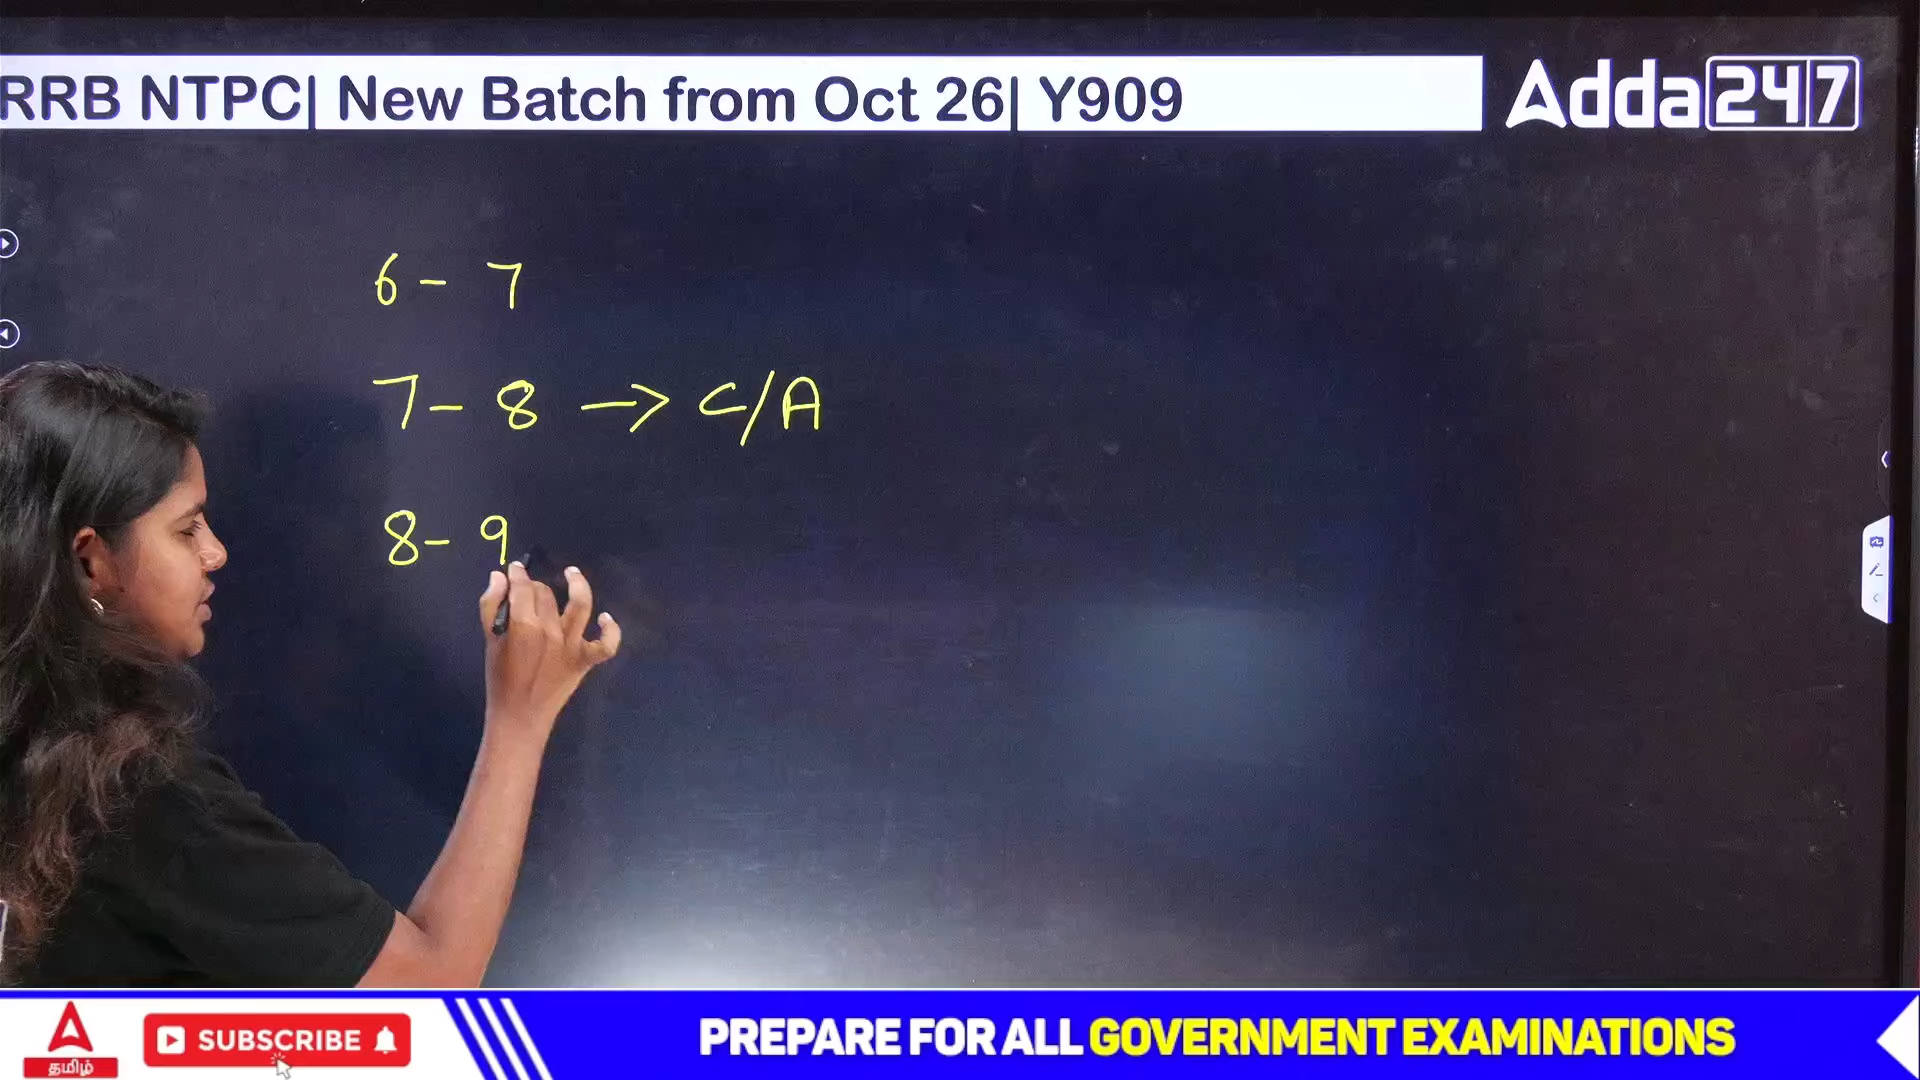 RRB NTPC| New Batch from Oct 26| Y909
Adda247
6 - 7
7 - 8 → C/A
8 - 9
தமிழ்
SUBSCRIBE
PREPARE FOR ALL GOVERNMENT EXAMINATIONS